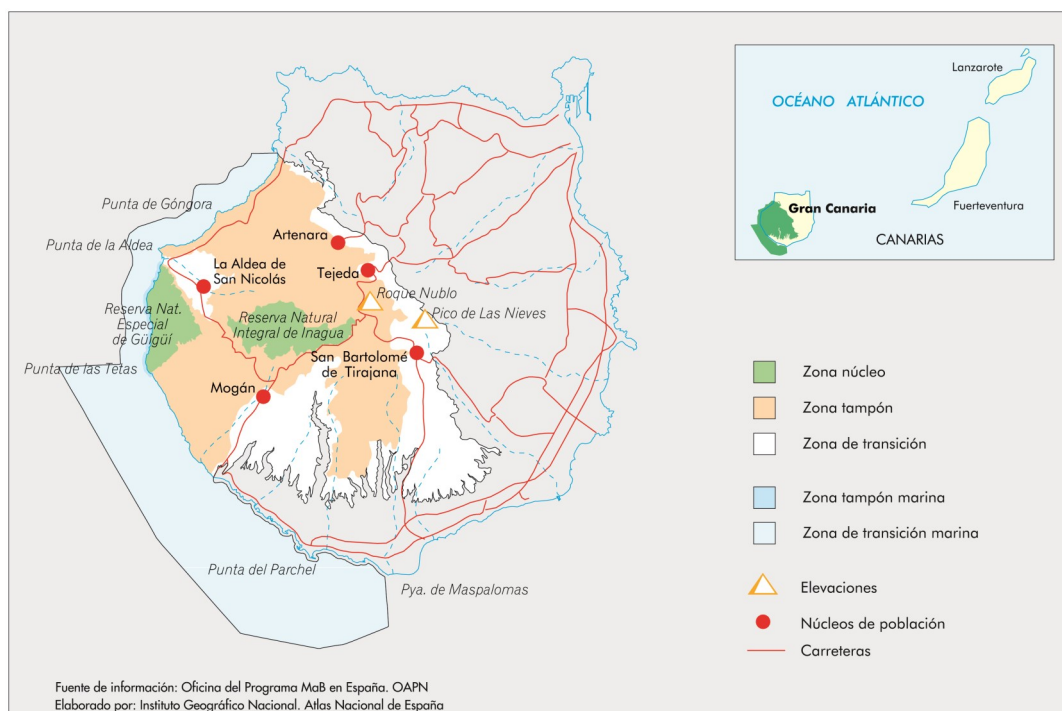 Punta de Góngora
Punta de la Aldea
La Aldea de
San Nicolás
Artenara
Tejeda
Roque Nublo
Pico de Las Nieves
Reserva Nat.
Especial
de Güigüí
Reserva Natural
Integral de Inagua
San Bartolomé
de Tirajana
Punta de las Tetas
Mogán
Punta del Parchel
Pya. de Maspalomas
OCÉANO ATLÁNTICO
Lanzarote
Fuerteventura
Gran Canaria
CANARIAS
Zona núcleo
Zona tampón
Zona de transición
Zona tampón marina
Zona de transición marina
Elevaciones
Núcleos de población
Carreteras
Fuente de información: Oficina del Programa MaB en España. OAPN
Elaborado por: Instituto Geográfico Nacional. Atlas Nacional de España